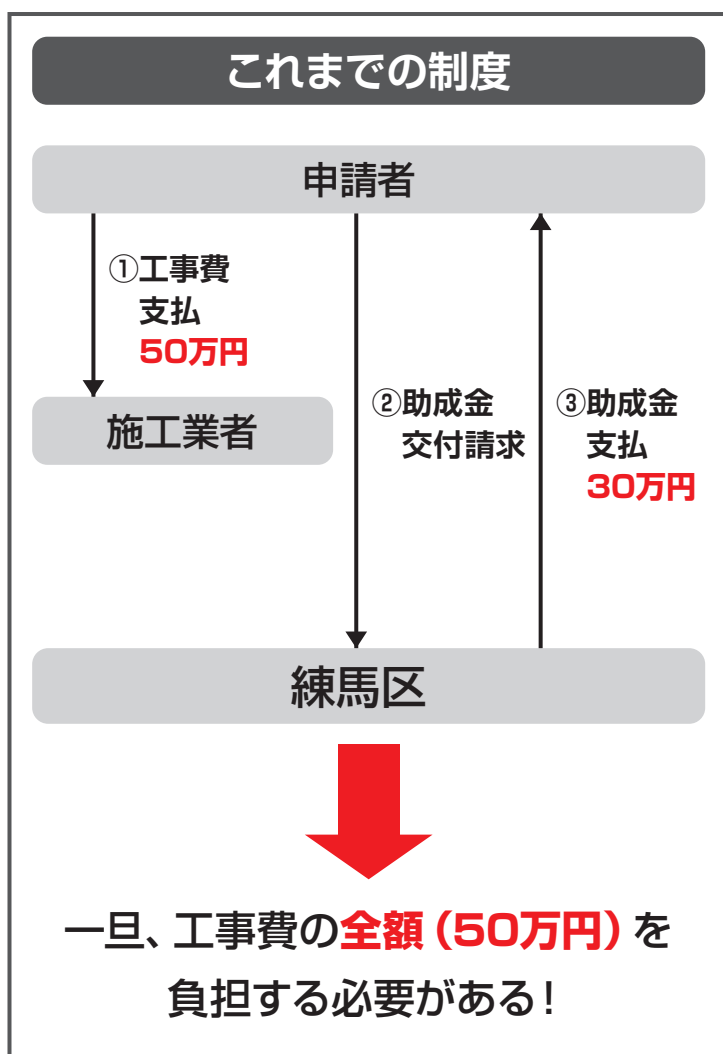 これまでの制度
申請者
①工事費
支払
50万円
施工業者
②助成金
交付請求
③助成金
支払
30万円
練馬区
一旦、工事費の全額（50万円）を
負担する必要がある！